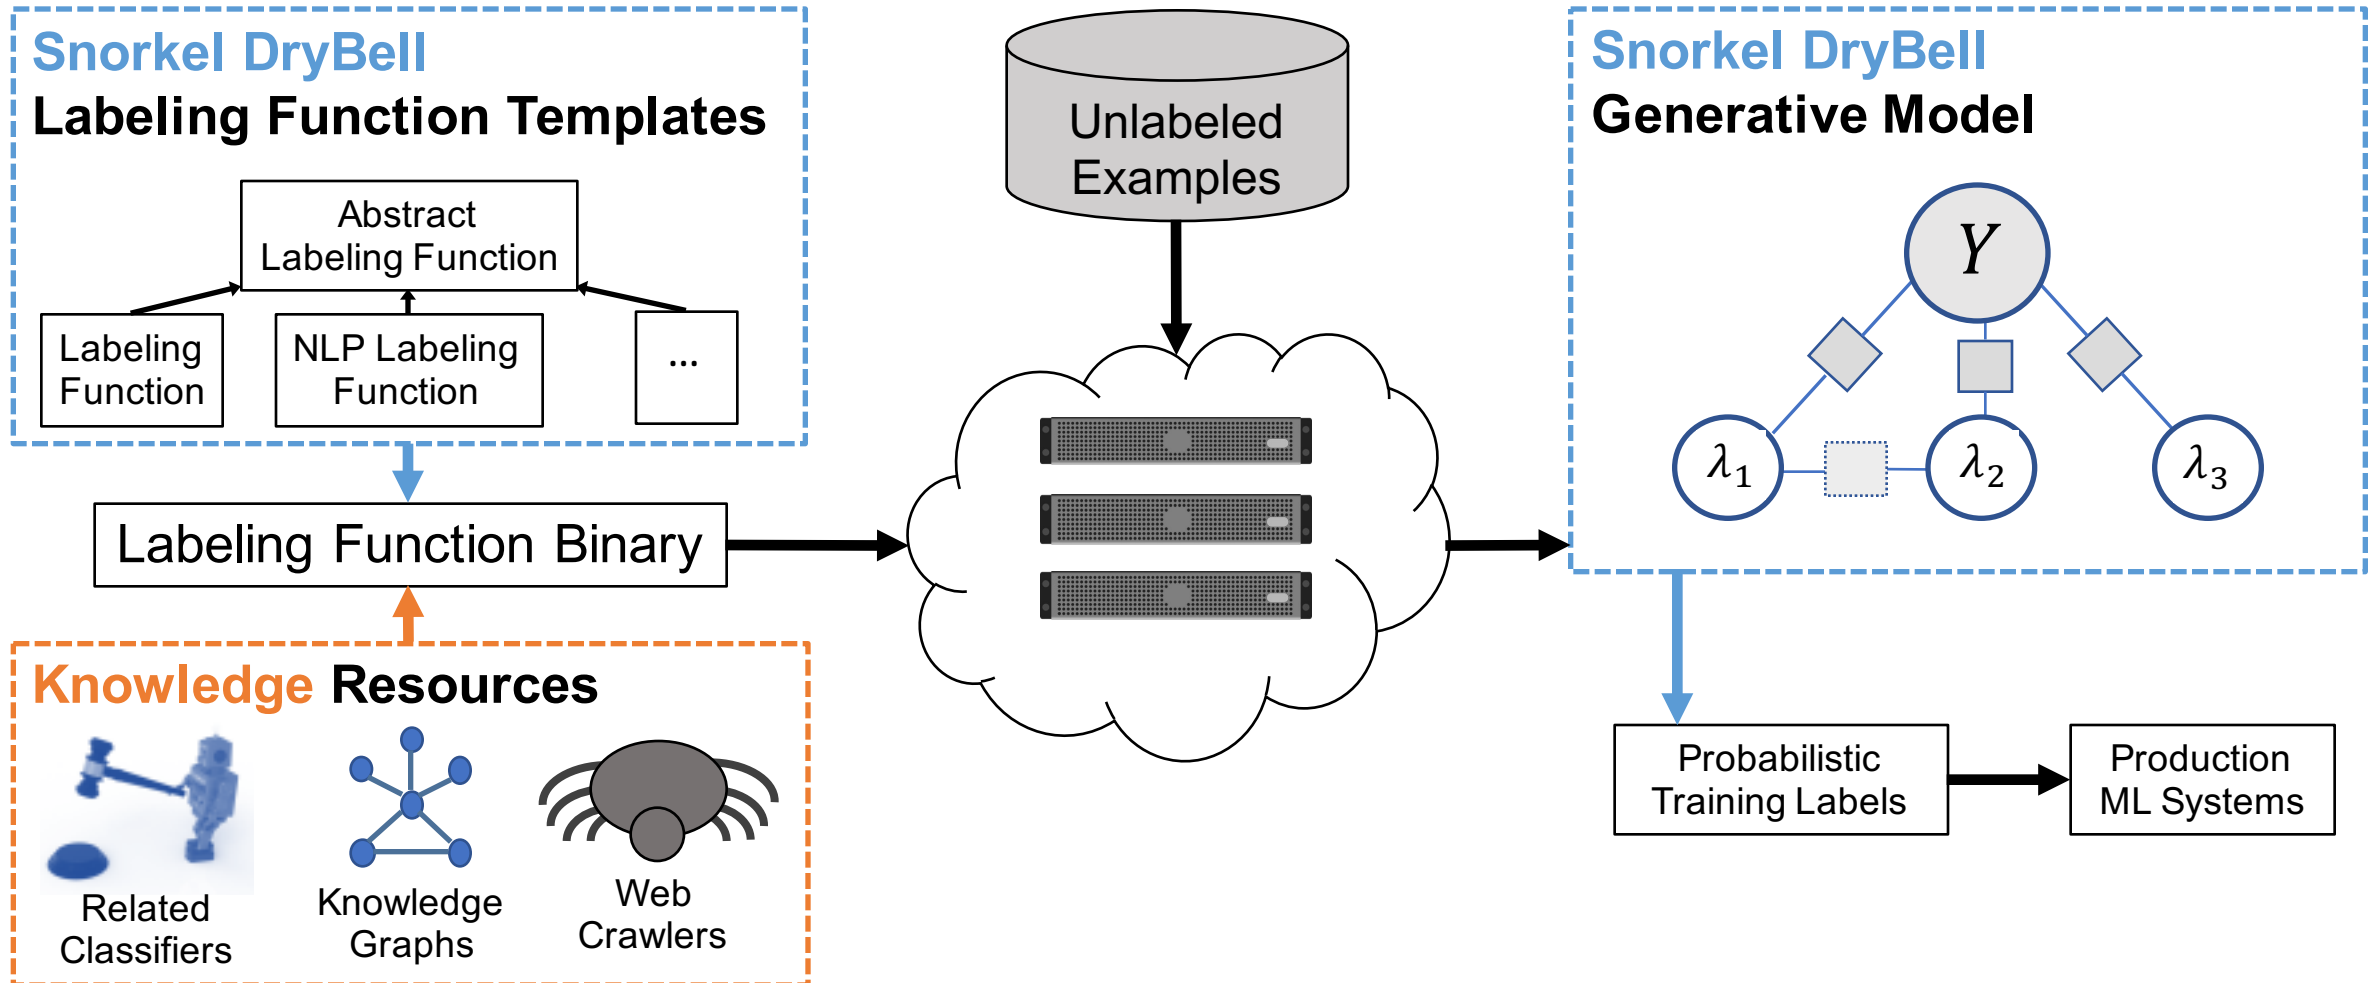 Snorkel DryBell
Labeling Function Templates
Abstract
Labeling Function
Labeling
Function
NLP Labeling
Function
...
Labeling Function Binary
Knowledge Resources
Related
Classifiers
Knowledge
Graphs
Web
Crawlers
Unlabeled
Examples
Snorkel DryBell
Generative Model
Y
λ₁
λ₂
λ₃
Probabilistic
Training Labels
Production
ML Systems